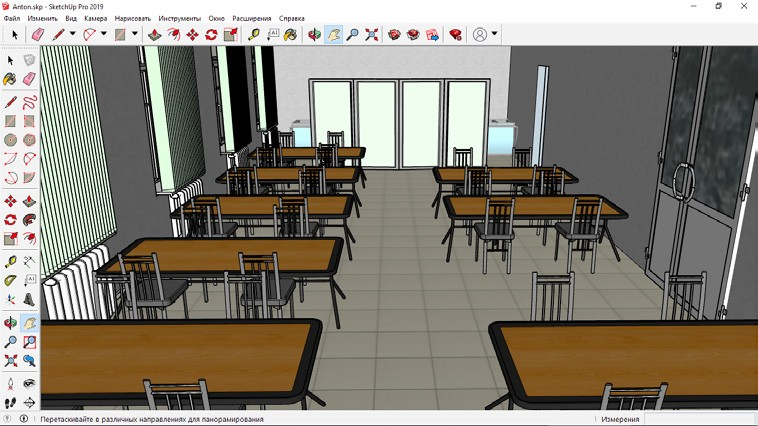 Anton.skp - SketchUp Pro 2019
Файл Изменить Вид Камера Нарисовать Инструменты Окно Расширения Справка
Перетаскивайте в различных направлениях для панорамирования Измерения